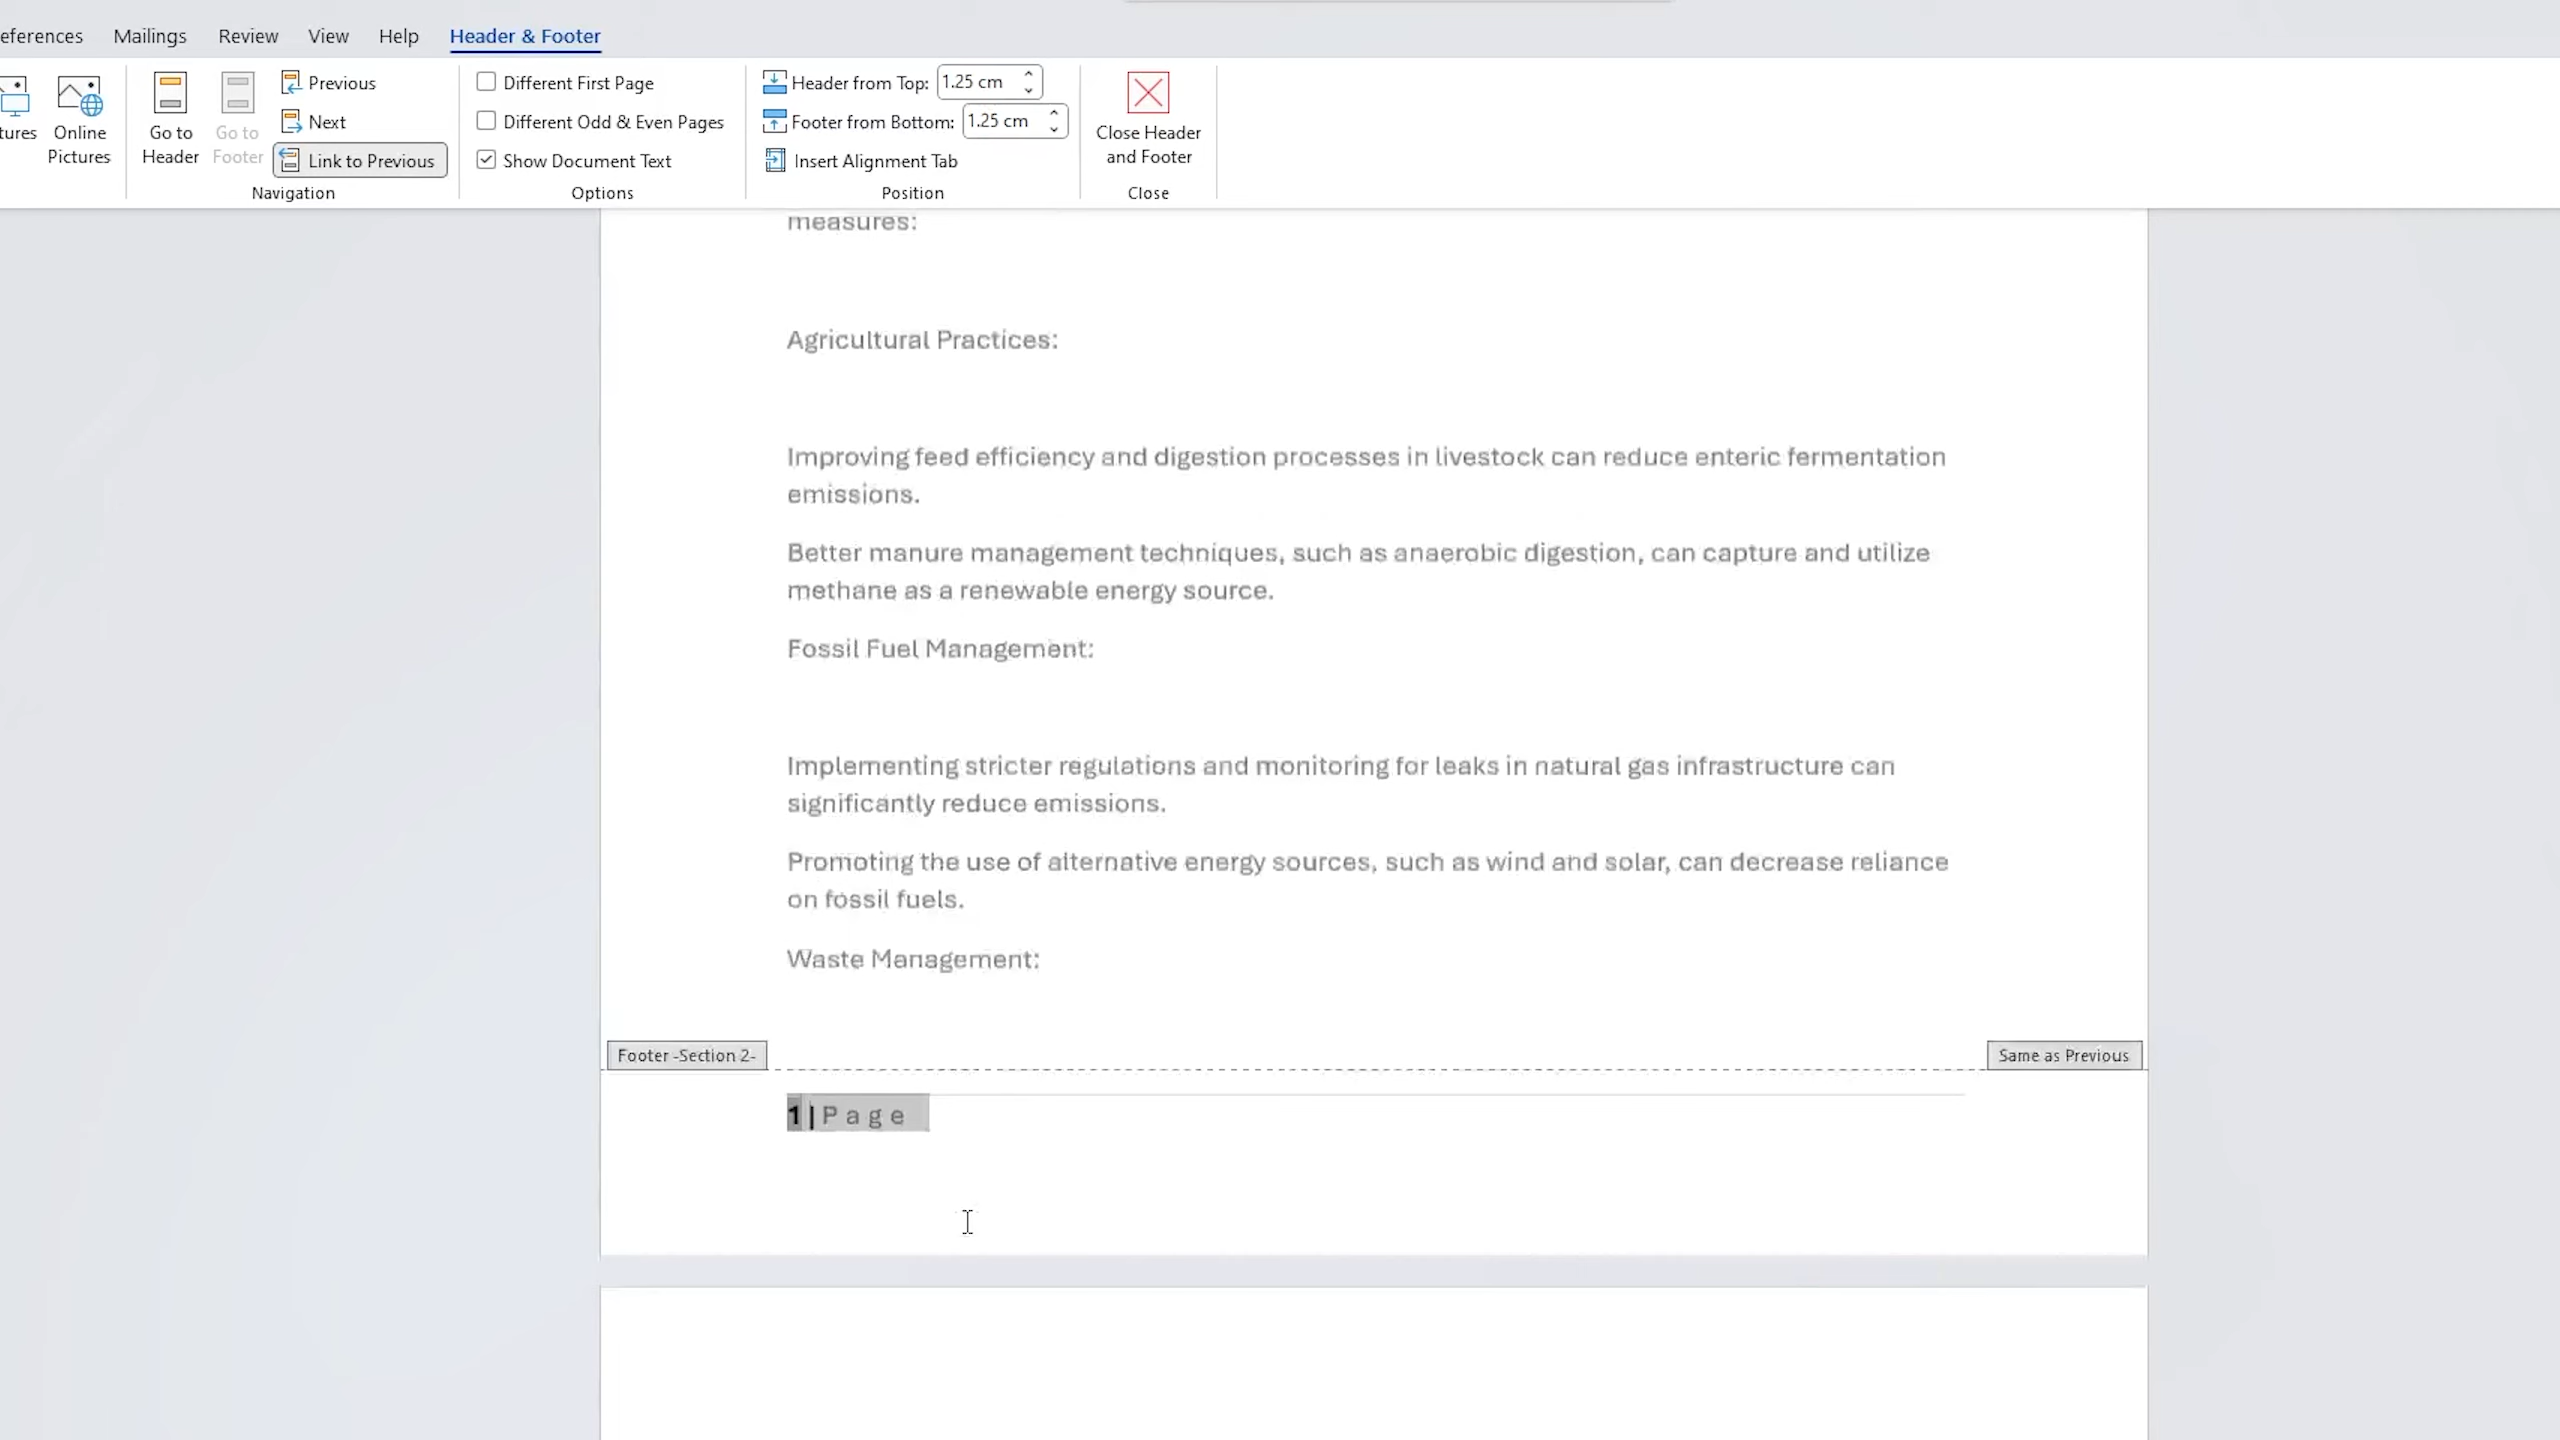 eferences Mailings Review View Help Header & Footer
tures
Online
Pictures
Go to
Header
Go to
Footer
Previous
Next
Link to Previous
Navigation
Different First Page
Different Odd & Even Pages
Show Document Text
Options
Header from Top: 1.25 cm
Footer from Bottom: 1.25 cm
Insert Alignment Tab
Position
Close Header
and Footer
Close
measures:
Agricultural Practices:
Improving feed efficiency and digestion processes in livestock can reduce enteric fermentation
emissions.
Better manure management techniques, such as anaerobic digestion, can capture and utilize
methane as a renewable energy source.
Fossil Fuel Management:
Implementing stricter regulations and monitoring for leaks in natural gas infrastructure can
significantly reduce emissions.
Promoting the use of alternative energy sources, such as wind and solar, can decrease reliance
on fossil fuels.
Waste Management:
Footer -Section 2-
Same as Previous
1 | P a g e